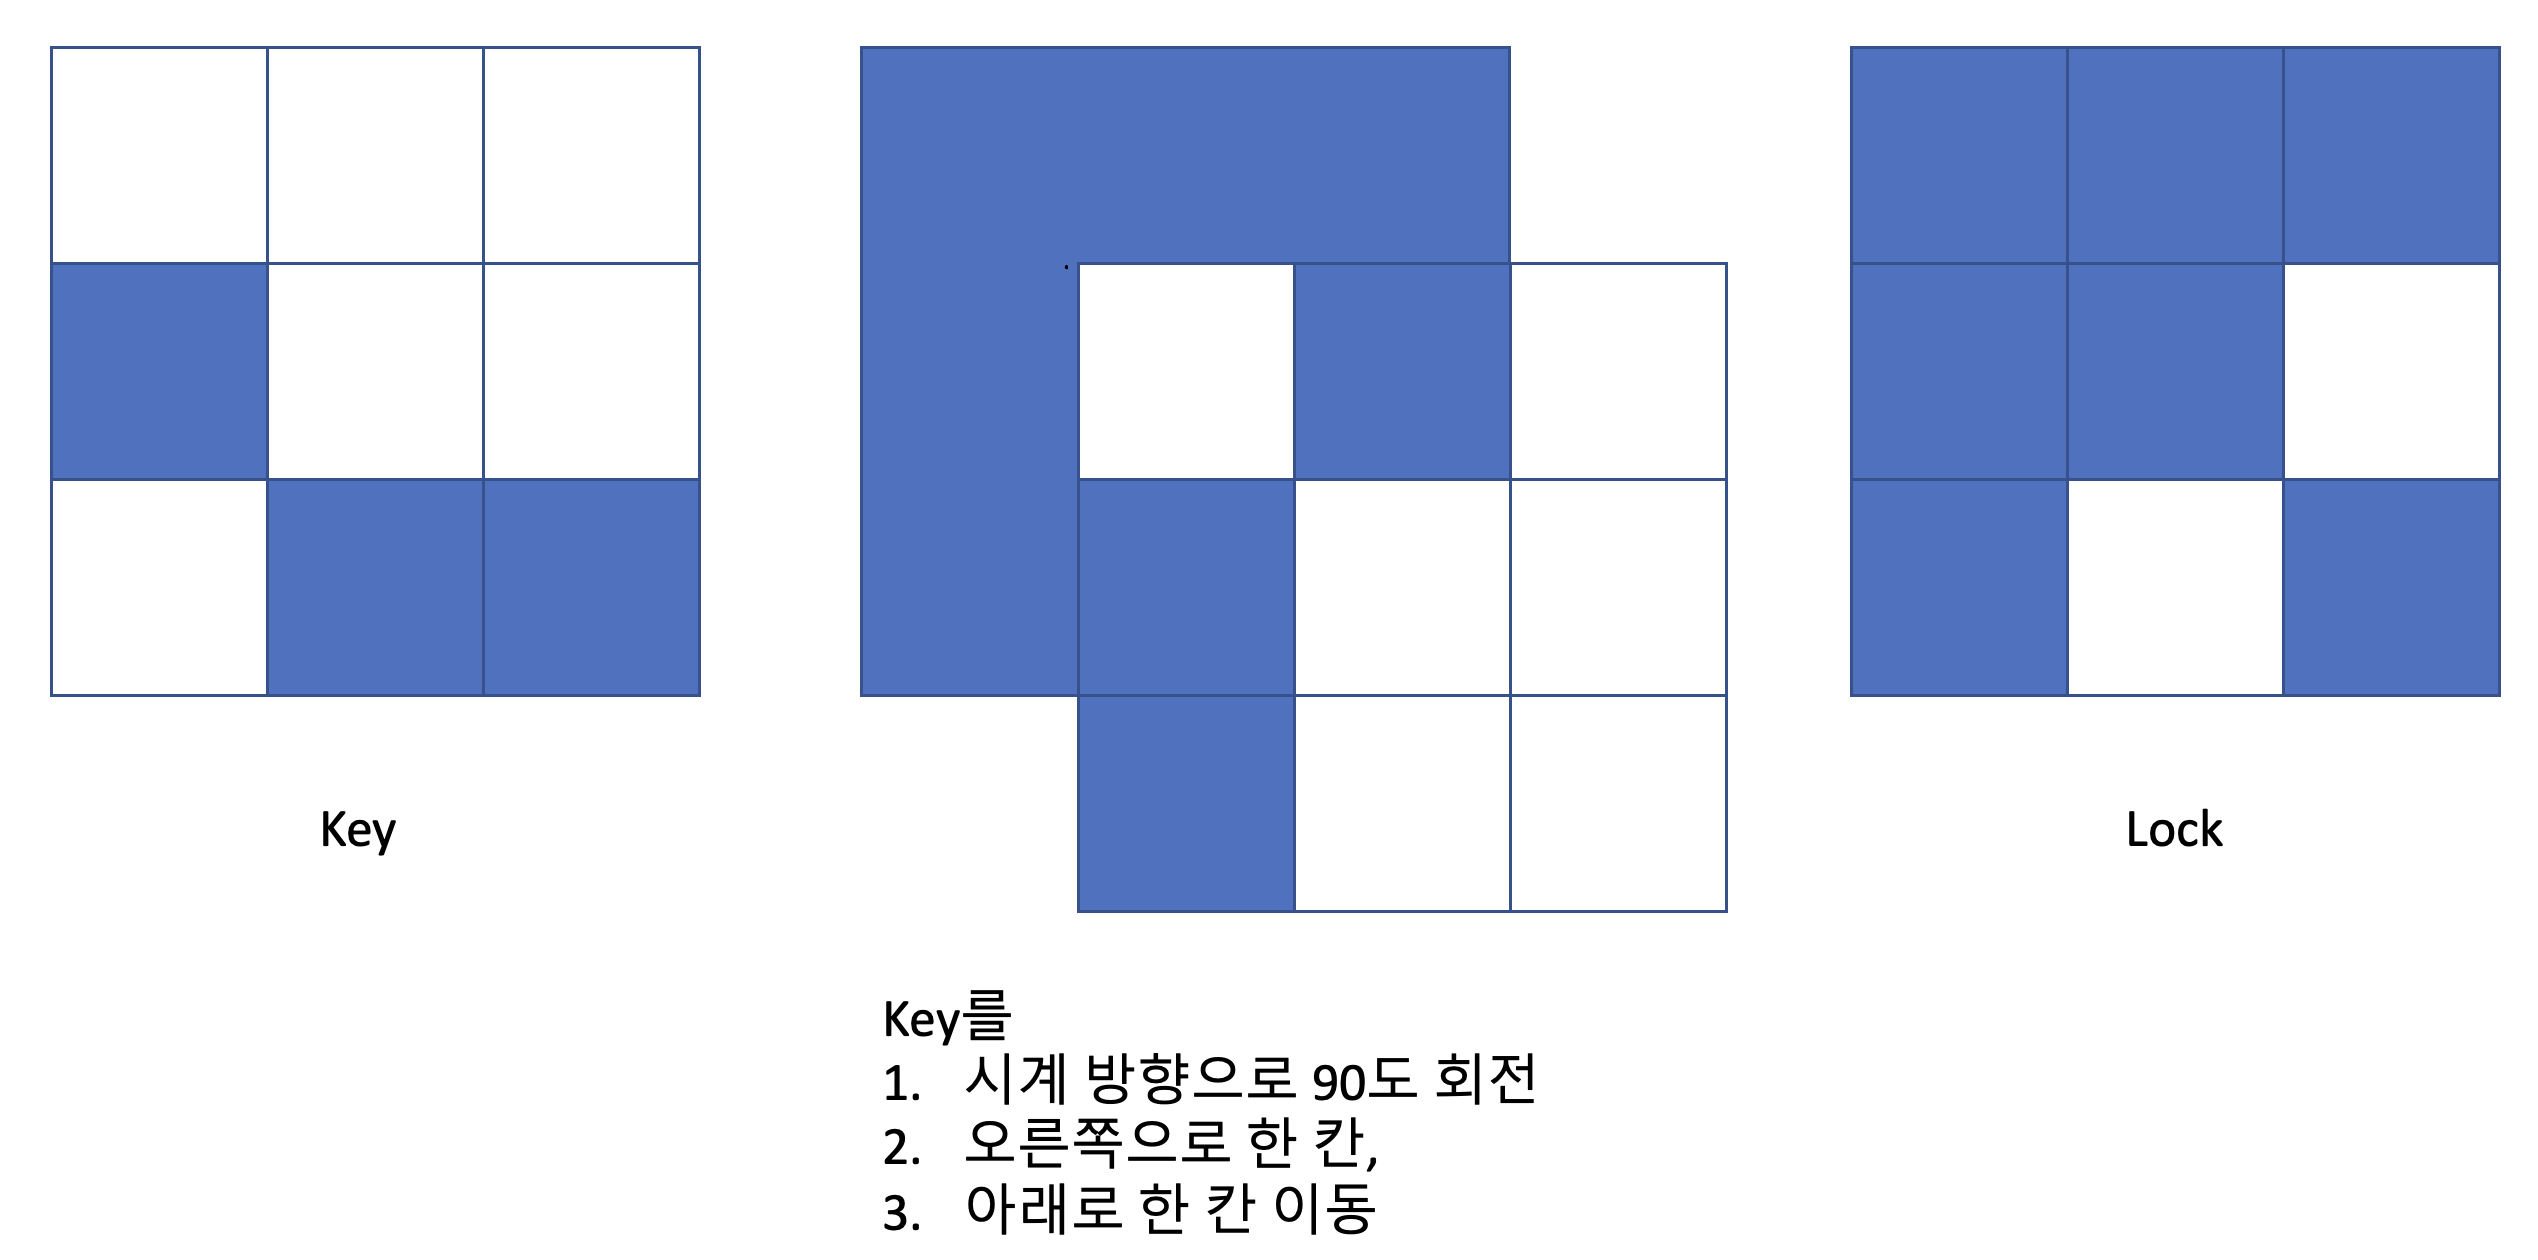 Key
Lock
Key를
1. 시계 방향으로 90도 회전
2. 오른쪽으로 한 칸,
3. 아래로 한 칸 이동